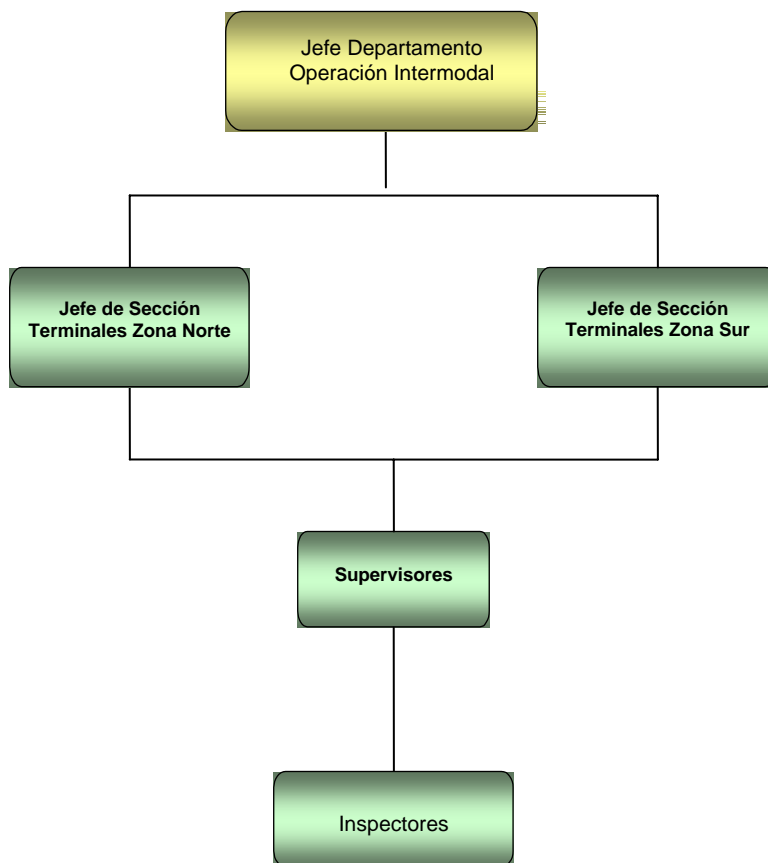 Jefe Departamento
Operación Intermodal
Jefe de Sección
Terminales Zona Norte
Jefe de Sección
Terminales Zona Sur
Supervisores
Inspectores